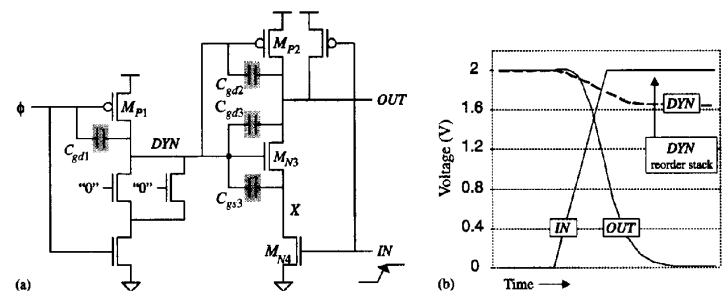 ϕ
M_P1
C_gd1
DYN
"0"
"0"
M_P2
C_gd2
C_gd3
M_N3
C_gs3
X
M_N4
OUT
IN
(a)
Voltage (V)
2
1.6
1.2
0.8
0.4
0
DYN
DYN
reorder stack
IN
OUT
Time
(b)